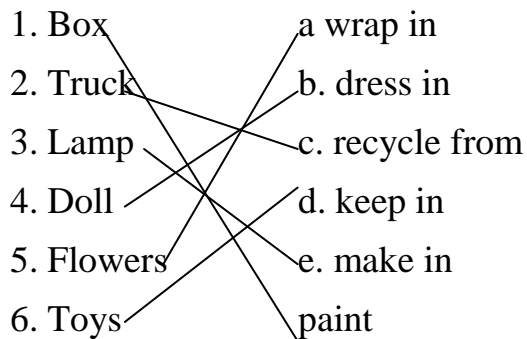 1. Box a wrap in
2. Truck b. dress in
3. Lamp c. recycle from
4. Doll d. keep in
5. Flowers e. make in
6. Toys paint